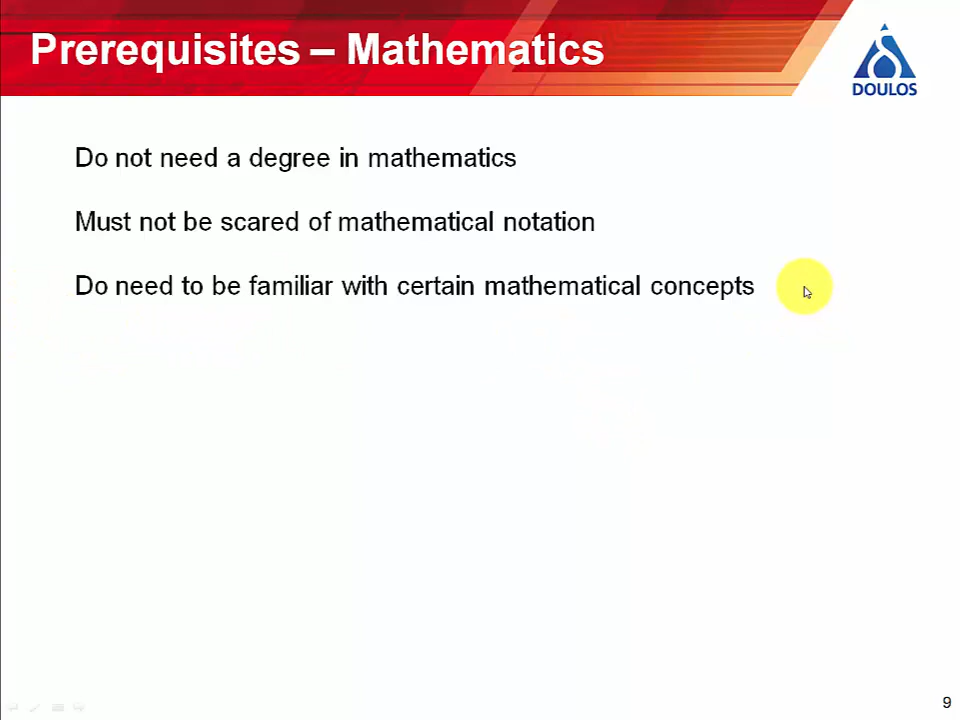 Prerequisites – Mathematics
DOULOS
Do not need a degree in mathematics
Must not be scared of mathematical notation
Do need to be familiar with certain mathematical concepts
9